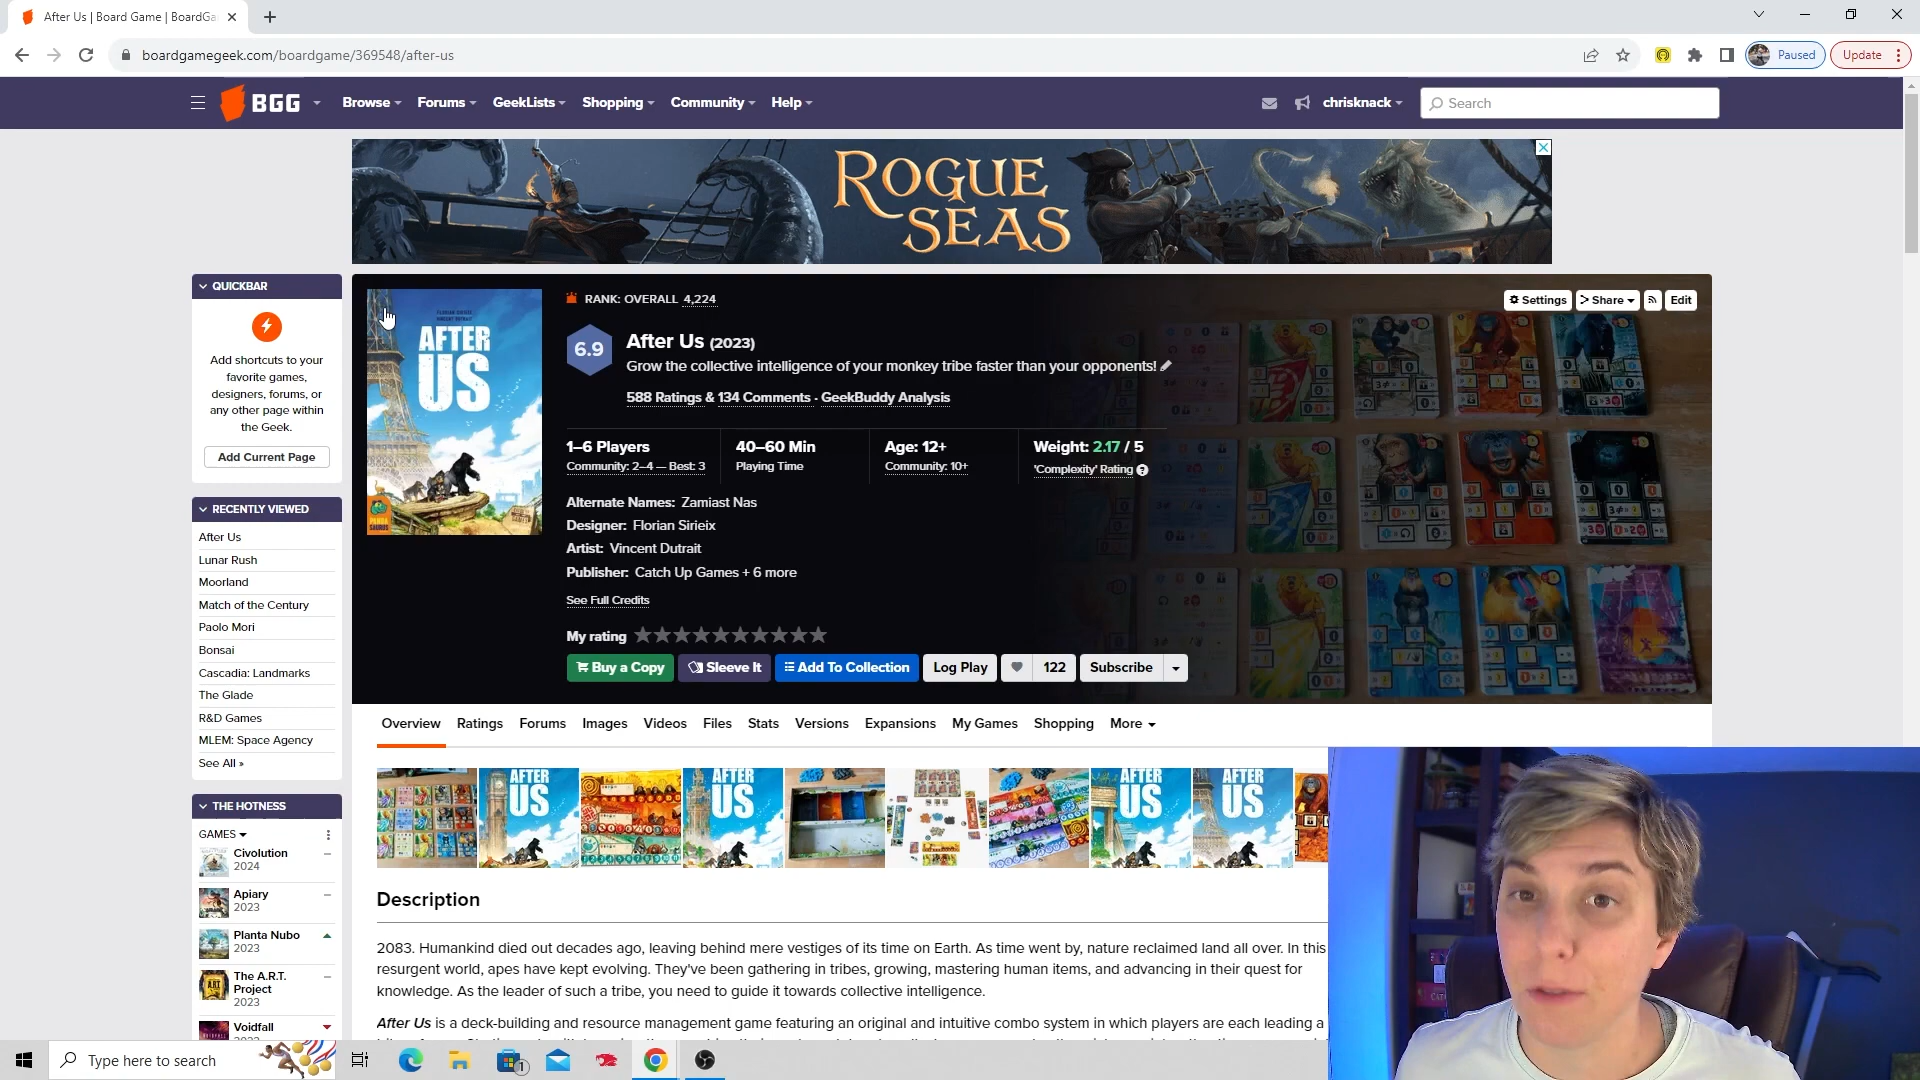 After Us | Board Game | BoardGa
boardgamegeek.com/boardgame/369548/after-us
Paused
Update
BGG
Browse
Forums
GeekLists
Shopping
Community
Help
chrisknack
Search
ROGUE
SEAS
QUICKBAR
Add shortcuts to your
favorite games,
designers, forums, or
any other page within
the Geek.
Add Current Page
RECENTLY VIEWED
After Us
Lunar Rush
Moorland
Match of the Century
Paolo Mori
Bonsai
Cascadia: Landmarks
The Glade
R&D Games
MLEM: Space Agency
See All »
THE HOTNESS
GAMES
Civolution
2024
Apiary
2023
Planta Nubo
2023
The A.R.T.
Project
2023
Voidfall
AFTER
US
RANK: OVERALL 4,224
Settings
Share
Edit
6.9
After Us (2023)
Grow the collective intelligence of your monkey tribe faster than your opponents!
588 Ratings & 134 Comments · GeekBuddy Analysis
1–6 Players
Community: 2–4 — Best: 3
40–60 Min
Playing Time
Age: 12+
Community: 10+
Weight: 2.17 / 5
'Complexity' Rating
Alternate Names: Zamiast Nas
Designer: Florian Sirieix
Artist: Vincent Dutrait
Publisher: Catch Up Games + 6 more
See Full Credits
My rating
Buy a Copy
Sleeve It
Add To Collection
Log Play
122
Subscribe
Overview
Ratings
Forums
Images
Videos
Files
Stats
Versions
Expansions
My Games
Shopping
More
AFTER
US
AFTER
US
AFTER
US
AFTER
US
Description
2083. Humankind died out decades ago, leaving behind mere vestiges of its time on Earth. As time went by, nature reclaimed land all over. In this
resurgent world, apes have kept evolving. They've been gathering in tribes, growing, mastering human items, and advancing in their quest for
knowledge. As the leader of such a tribe, you need to guide it towards collective intelligence.
After Us is a deck-building and resource management game featuring an original and intuitive combo system in which players are each leading a
Type here to search
1